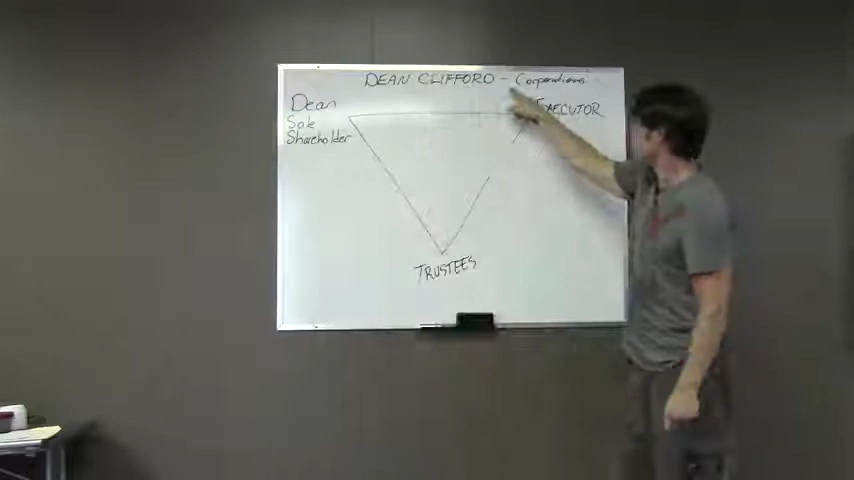 DEAN CLIFFORD - Corporations
Dean
EXECUTOR
Sole
Shareholder
TRUSTEES